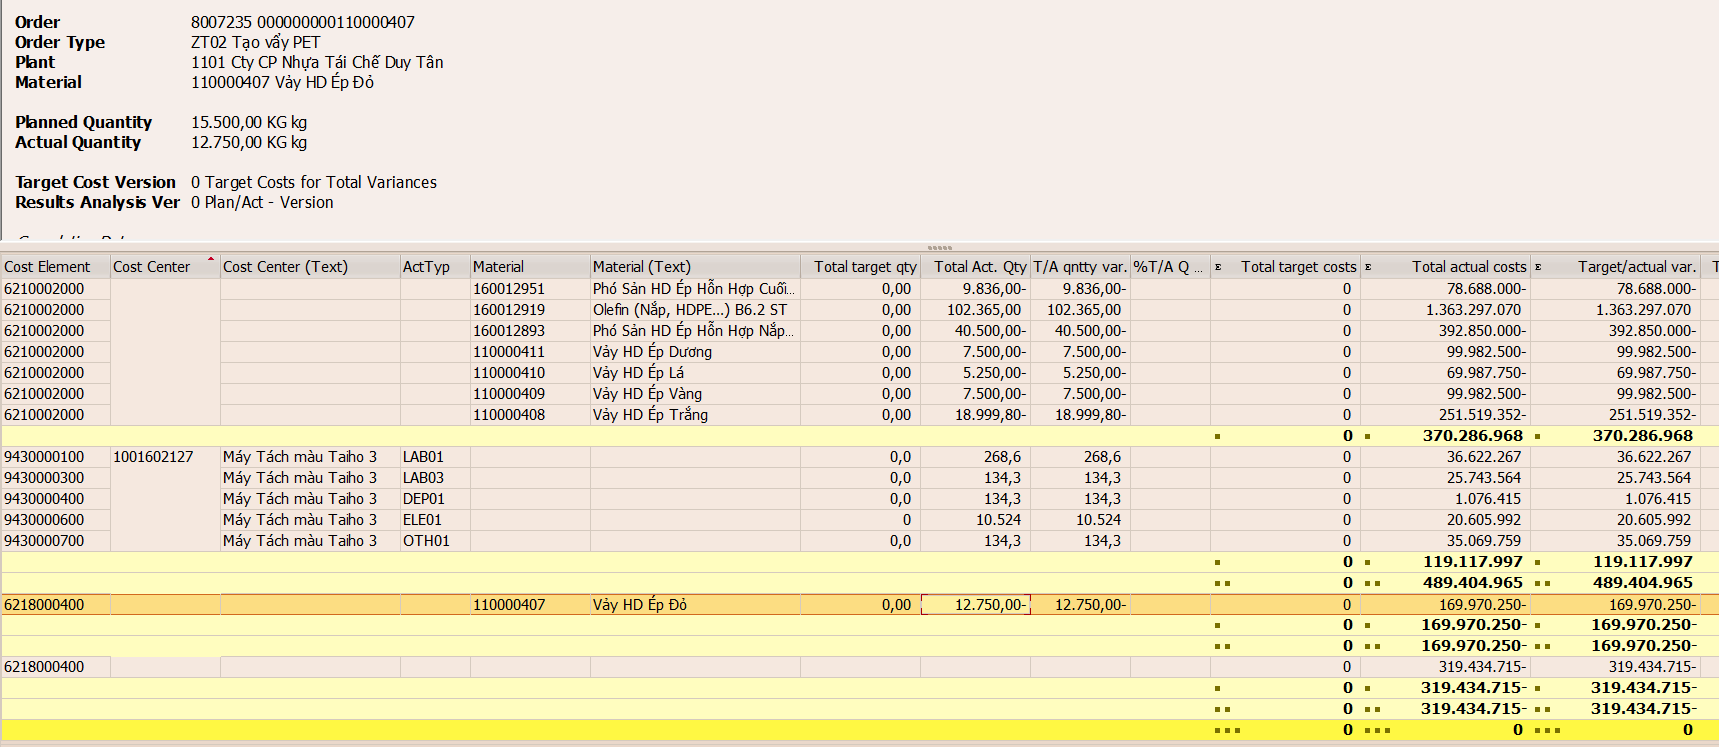 Order 8007235 000000000110000407
Order Type ZT02 Tạo vẩy PET
Plant 1101 Cty CP Nhựa Tái Chế Duy Tân
Material 110000407 Vảy HD Ép Đỏ
Planned Quantity 15.500,00 KG kg
Actual Quantity 12.750,00 KG kg
Target Cost Version 0 Target Costs for Total Variances
Results Analysis Ver 0 Plan/Act - Version
Cost Element Cost Center Cost Center (Text) ActTyp Material Material (Text) Total target qty Total Act. Qty T/A qntty var. %T/A Q ... Σ Total target costs Σ Total actual costs Σ Target/actual var.
6210002000 160012951 Phó Sản HD Ép Hỗn Hợp Cuối... 0,00 9.836,00- 9.836,00- 0 78.688.000- 78.688.000-
6210002000 160012919 Olefin (Nắp, HDPE...) B6.2 ST 0,00 102.365,00 102.365,00 0 1.363.297.070 1.363.297.070
6210002000 160012893 Phó Sản HD Ép Hỗn Hợp Nắp... 0,00 40.500,00- 40.500,00- 0 392.850.000- 392.850.000-
6210002000 110000411 Vảy HD Ép Dương 0,00 7.500,00- 7.500,00- 0 99.982.500- 99.982.500-
6210002000 110000410 Vảy HD Ép Lá 0,00 5.250,00- 5.250,00- 0 69.987.750- 69.987.750-
6210002000 110000409 Vảy HD Ép Vàng 0,00 7.500,00- 7.500,00- 0 99.982.500- 99.982.500-
6210002000 110000408 Vảy HD Ép Trắng 0,00 18.999,80- 18.999,80- 0 251.519.352- 251.519.352-
0 370.286.968 370.286.968
9430000100 1001602127 Máy Tách màu Taiho 3 LAB01 0,0 268,6 268,6 0 36.622.267 36.622.267
9430000300 Máy Tách màu Taiho 3 LAB03 0,0 134,3 134,3 0 25.743.564 25.743.564
9430000400 Máy Tách màu Taiho 3 DEP01 0,0 134,3 134,3 0 1.076.415 1.076.415
9430000600 Máy Tách màu Taiho 3 ELE01 0 10.524 10.524 0 20.605.992 20.605.992
9430000700 Máy Tách màu Taiho 3 OTH01 0,0 134,3 134,3 0 35.069.759 35.069.759
0 119.117.997 119.117.997
0 489.404.965 489.404.965
6218000400 110000407 Vảy HD Ép Đỏ 0,00 12.750,00- 12.750,00- 0 169.970.250- 169.970.250-
0 169.970.250- 169.970.250-
0 169.970.250- 169.970.250-
6218000400 0 319.434.715- 319.434.715-
0 319.434.715- 319.434.715-
0 319.434.715- 319.434.715-
0 0 0